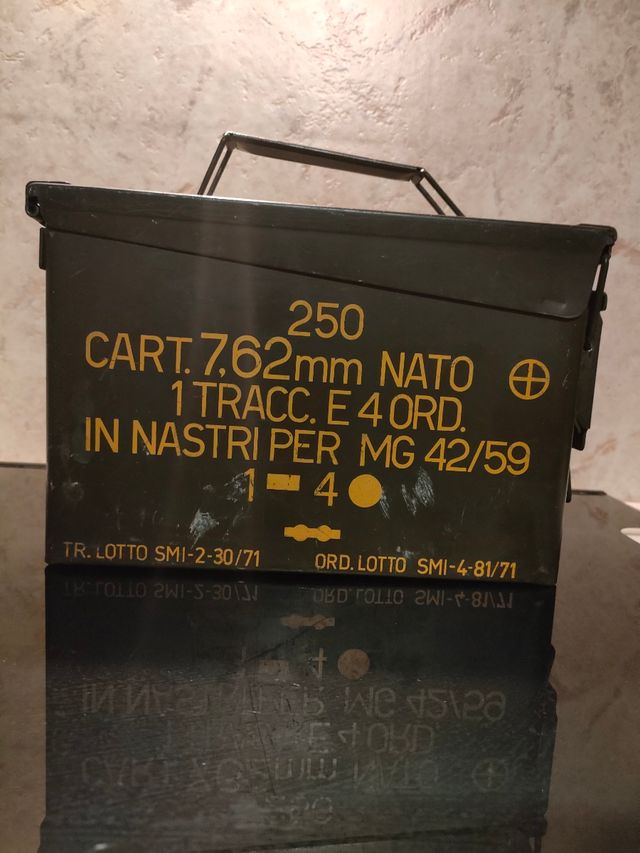 250
CART. 7,62mm NATO
1 TRACC. E 4 ORD.
IN NASTRI PER MG 42/59
1 4
TR. LOTTO SMI-2-30/71 ORD. LOTTO SMI-4-81/71